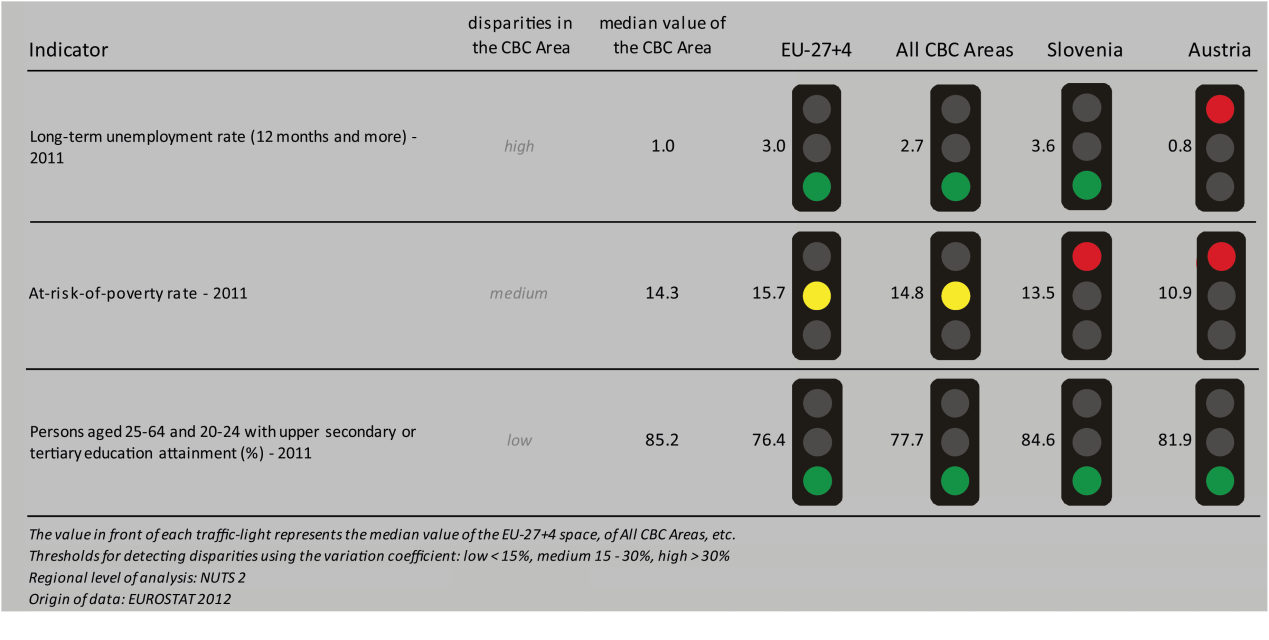 disparities in
the CBC Area
median value of
the CBC Area
Indicator
EU-27+4
All CBC Areas
Slovenia
Austria
Long-term unemployment rate (12 months and more) -
2011
high
1.0
3.0
2.7
3.6
0.8
At-risk-of-poverty rate - 2011
medium
14.3
15.7
14.8
13.5
10.9
Persons aged 25-64 and 20-24 with upper secondary or
tertiary education attainment (%) - 2011
low
85.2
76.4
77.7
84.6
81.9
The value in front of each traffic-light represents the median value of the EU-27+4 space, of All CBC Areas, etc.
Thresholds for detecting disparities using the variation coefficient: low < 15%, medium 15 - 30%, high > 30%
Regional level of analysis: NUTS 2
Origin of data: EUROSTAT 2012